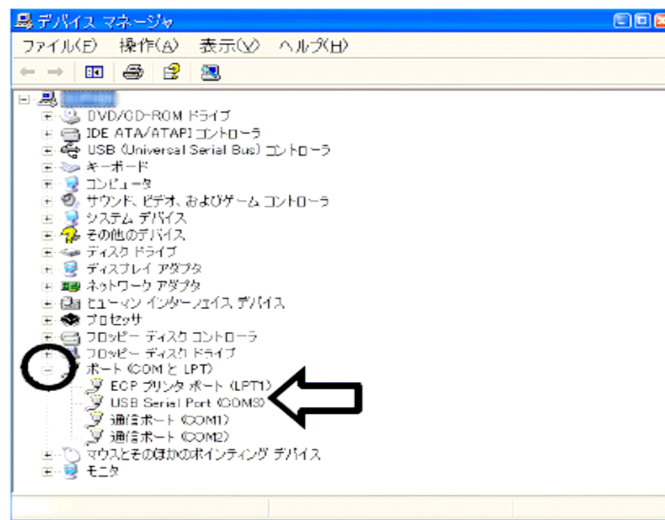 デバイス マネージャ
ファイル(F) 操作(A) 表示(V) ヘルプ(H)
DVD/CD-ROM ドライブ
IDE ATA/ATAPI コントローラ
USB (Universal Serial Bus) コントローラ
キーボード
コンピュータ
サウンド、ビデオ、およびゲーム コントローラ
システム デバイス
その他のデバイス
ディスク ドライブ
ディスプレイ アダプタ
ネットワーク アダプタ
ヒューマン インターフェイス デバイス
プロセッサ
フロッピー ディスク コントローラ
フロッピー ディスク ドライブ
ポート (COM と LPT)
ECP プリンタ ポート (LPT1)
USB Serial Port (COM3)
通信ポート (COM1)
通信ポート (COM2)
マウスとそのほかのポインティング デバイス
モニタ